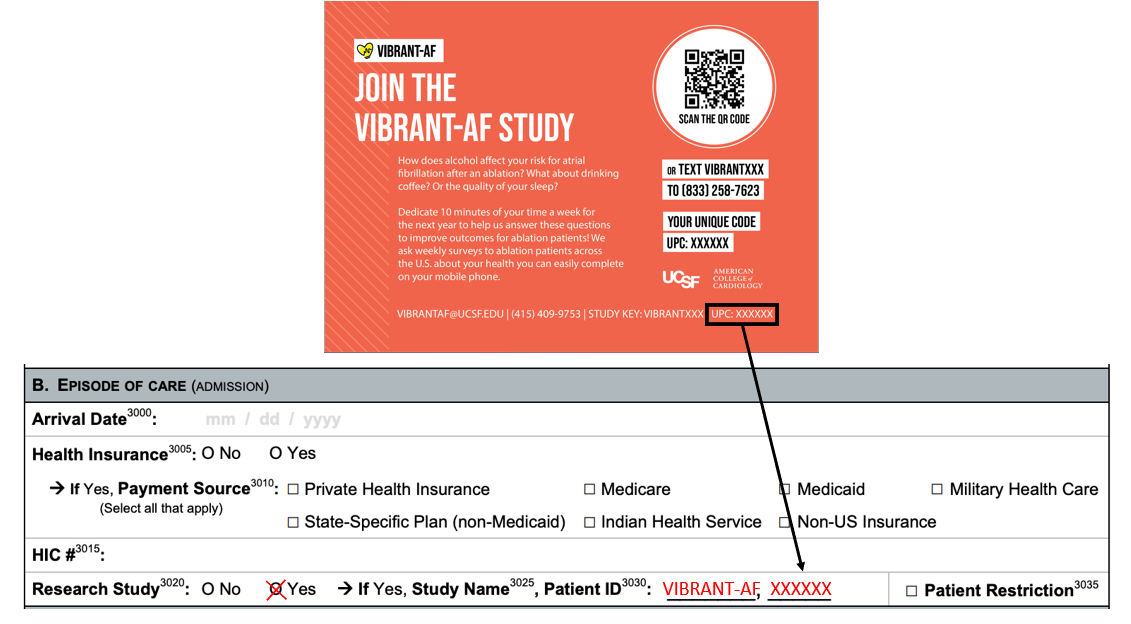 VIBRANT-AF
JOIN THE
VIBRANT-AF STUDY
How does alcohol affect your risk for atrial
fibrillation after an ablation? What about drinking
coffee? Or the quality of your sleep?
Dedicate 10 minutes of your time a week for
the next year to help us answer these questions
to improve outcomes for ablation patients! We
ask weekly surveys to ablation patients across
the U.S. about your health you can easily complete
on your mobile phone.
SCAN THE QR CODE
OR TEXT VIBRANTXXX
TO (833) 258-7623
YOUR UNIQUE CODE
UPC: XXXXXX
UCSF
AMERICAN
COLLEGE of
CARDIOLOGY
VIBRANTAF@UCSF.EDU | (415) 409-9753 | STUDY KEY: VIBRANTXXX UPC: XXXXXX
B. EPISODE OF CARE (ADMISSION)
Arrival Date3000: mm / dd / yyyy
Health Insurance3005: O No O Yes
→ If Yes, Payment Source3010: □ Private Health Insurance □ Medicare □ Medicaid □ Military Health Care
(Select all that apply) □ State-Specific Plan (non-Medicaid) □ Indian Health Service □ Non-US Insurance
HIC #3015:
Research Study3020: O No O Yes → If Yes, Study Name3025, Patient ID3030: VIBRANT-AF, XXXXXX □ Patient Restriction3035